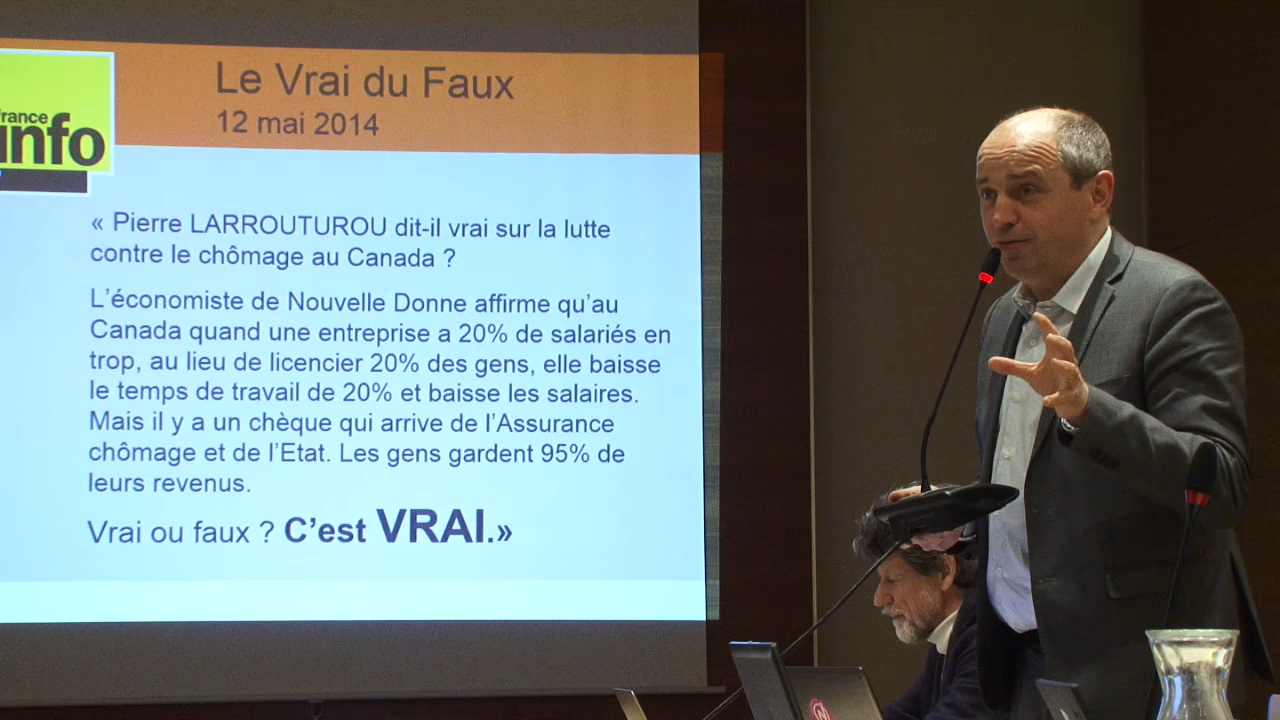 Le Vrai du Faux
12 mai 2014
france
info
« Pierre LARROUTUROU dit-il vrai sur la lutte
contre le chômage au Canada ?
L’économiste de Nouvelle Donne affirme qu’au
Canada quand une entreprise a 20% de salariés en
trop, au lieu de licencier 20% des gens, elle baisse
le temps de travail de 20% et baisse les salaires.
Mais il y a un chèque qui arrive de l’Assurance
chômage et de l’Etat. Les gens gardent 95% de
leurs revenus.
Vrai ou faux ? C’est VRAI.»